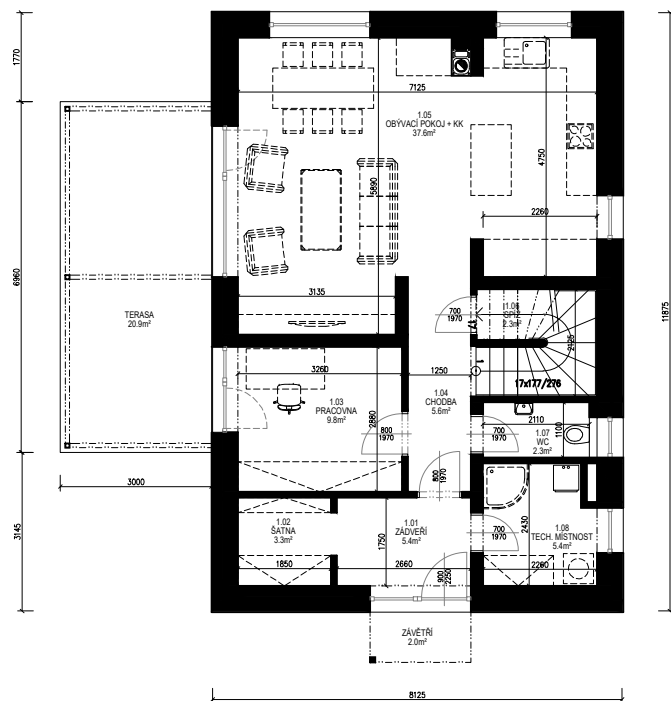 1770
7125
1.05
OBÝVACÍ POKOJ + KK
37.6m²
4750
5890
2260
6960
11875
TERASA
20.9m²
3135
700
1970
1.06
SPÍŽ
2.3m²
17
2125
1
17x177/276
3260
1250
1.03
PRACOVNA
9.8m²
2880
1.04
CHODBA
5.6m²
800
1970
700
1970
2110
1100
1.07
WC
2.3m²
800
1970
3000
3145
1.02
ŠATNA
3.3m²
1750
1.01
ZÁDVEŘÍ
5.4m²
700
1970
2430
1.08
TECH. MÍSTNOST
5.4m²
1850
2660
900
2250
2260
ZÁVĚTŘÍ
2.0m²
8125